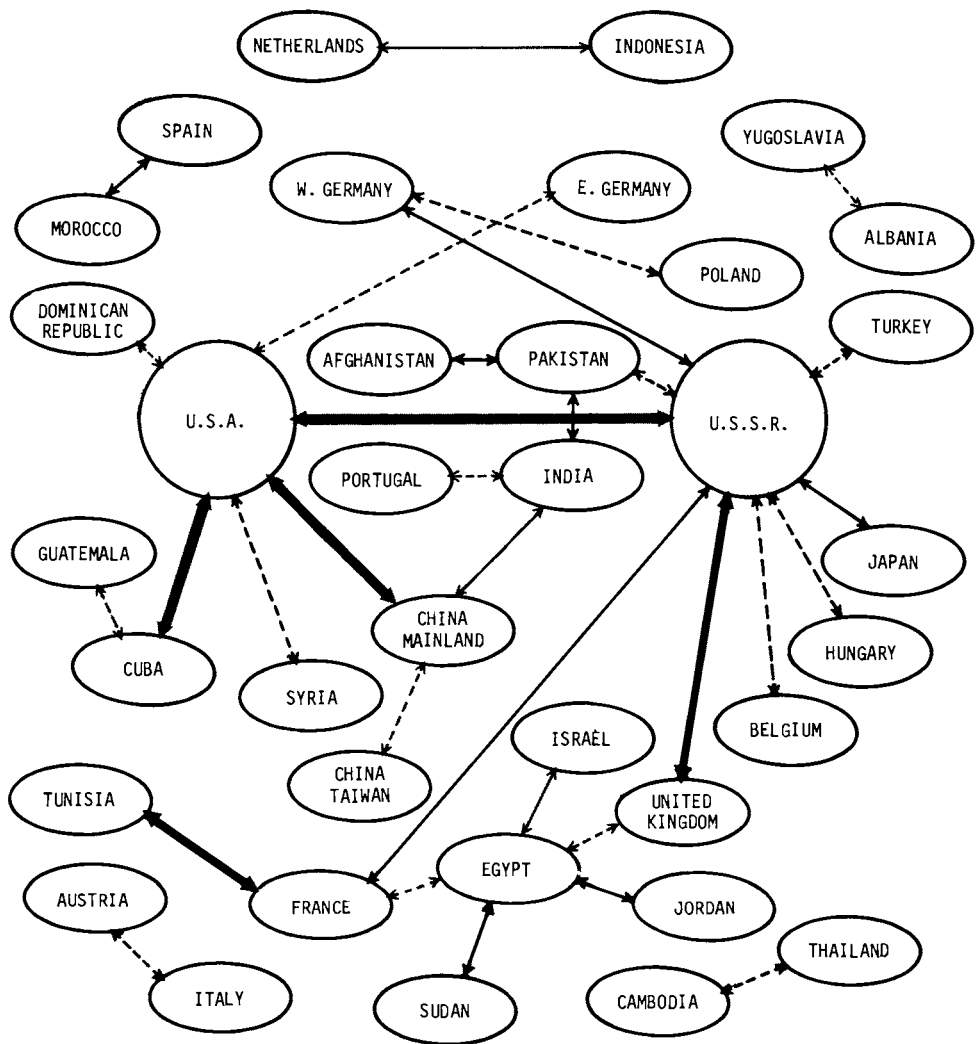 NETHERLANDS
INDONESIA
SPAIN
YUGOSLAVIA
W. GERMANY
E. GERMANY
MOROCCO
ALBANIA
POLAND
DOMINICAN
REPUBLIC
TURKEY
AFGHANISTAN
PAKISTAN
U.S.A.
U.S.S.R.
PORTUGAL
INDIA
GUATEMALA
JAPAN
CHINA
MAINLAND
CUBA
HUNGARY
SYRIA
BELGIUM
ISRAËL
CHINA
TAIWAN
TUNISIA
UNITED
KINGDOM
EGYPT
AUSTRIA
FRANCE
JORDAN
THAILAND
ITALY
SUDAN
CAMBODIA